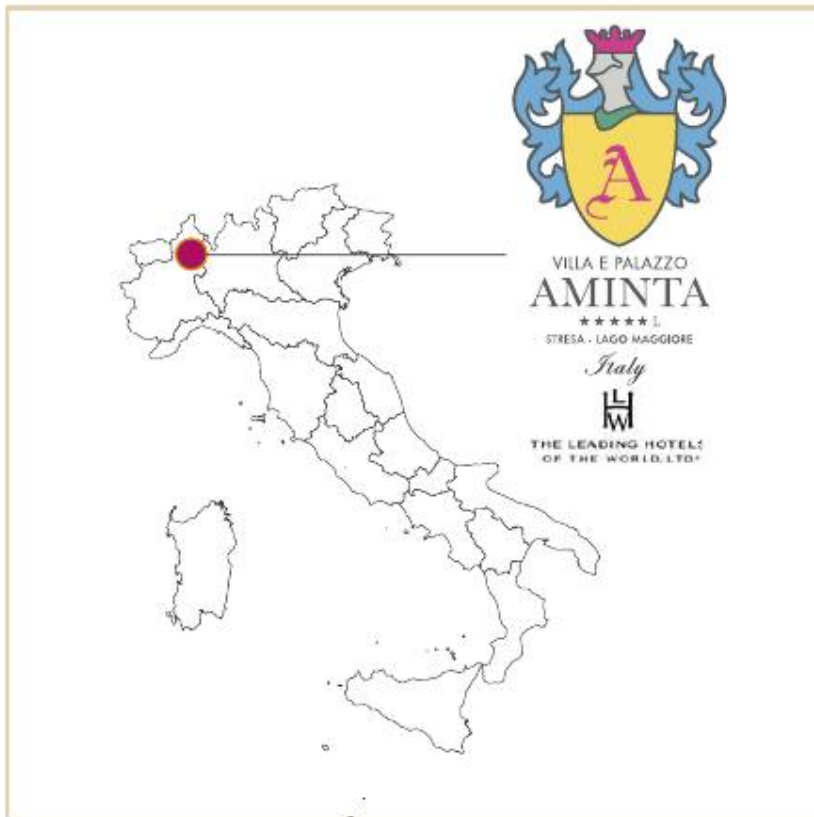 A
VILLA E PALAZZO
AMINTA
★★★★★ L
STRESA - LAGO MAGGIORE
Italy
L
H
W
THE LEADING HOTELS
OF THE WORLD, LTD.